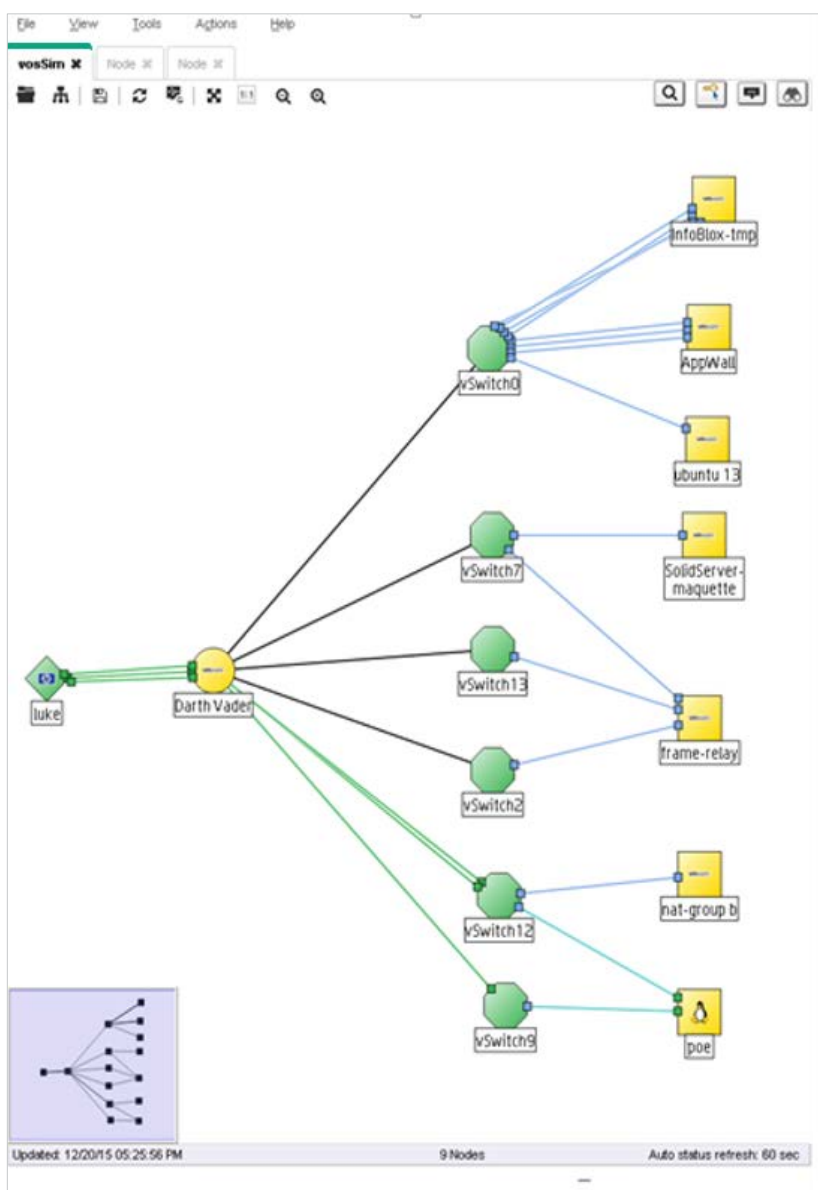 File View Tools Actions Help
vosSim ✖ Node ✖ Node ✖
1:1
InfoBlox-tmp
AppWall
vSwitch0
ubuntu 13
vSwitch7
SolidServer-
maquette
vSwitch13
luke
Darth Vader
frame-relay
vSwitch2
nat-group b
vSwitch12
vSwitch9
poe
Updated: 12/20/15 05:25:56 PM 9 Nodes Auto status refresh: 60 sec